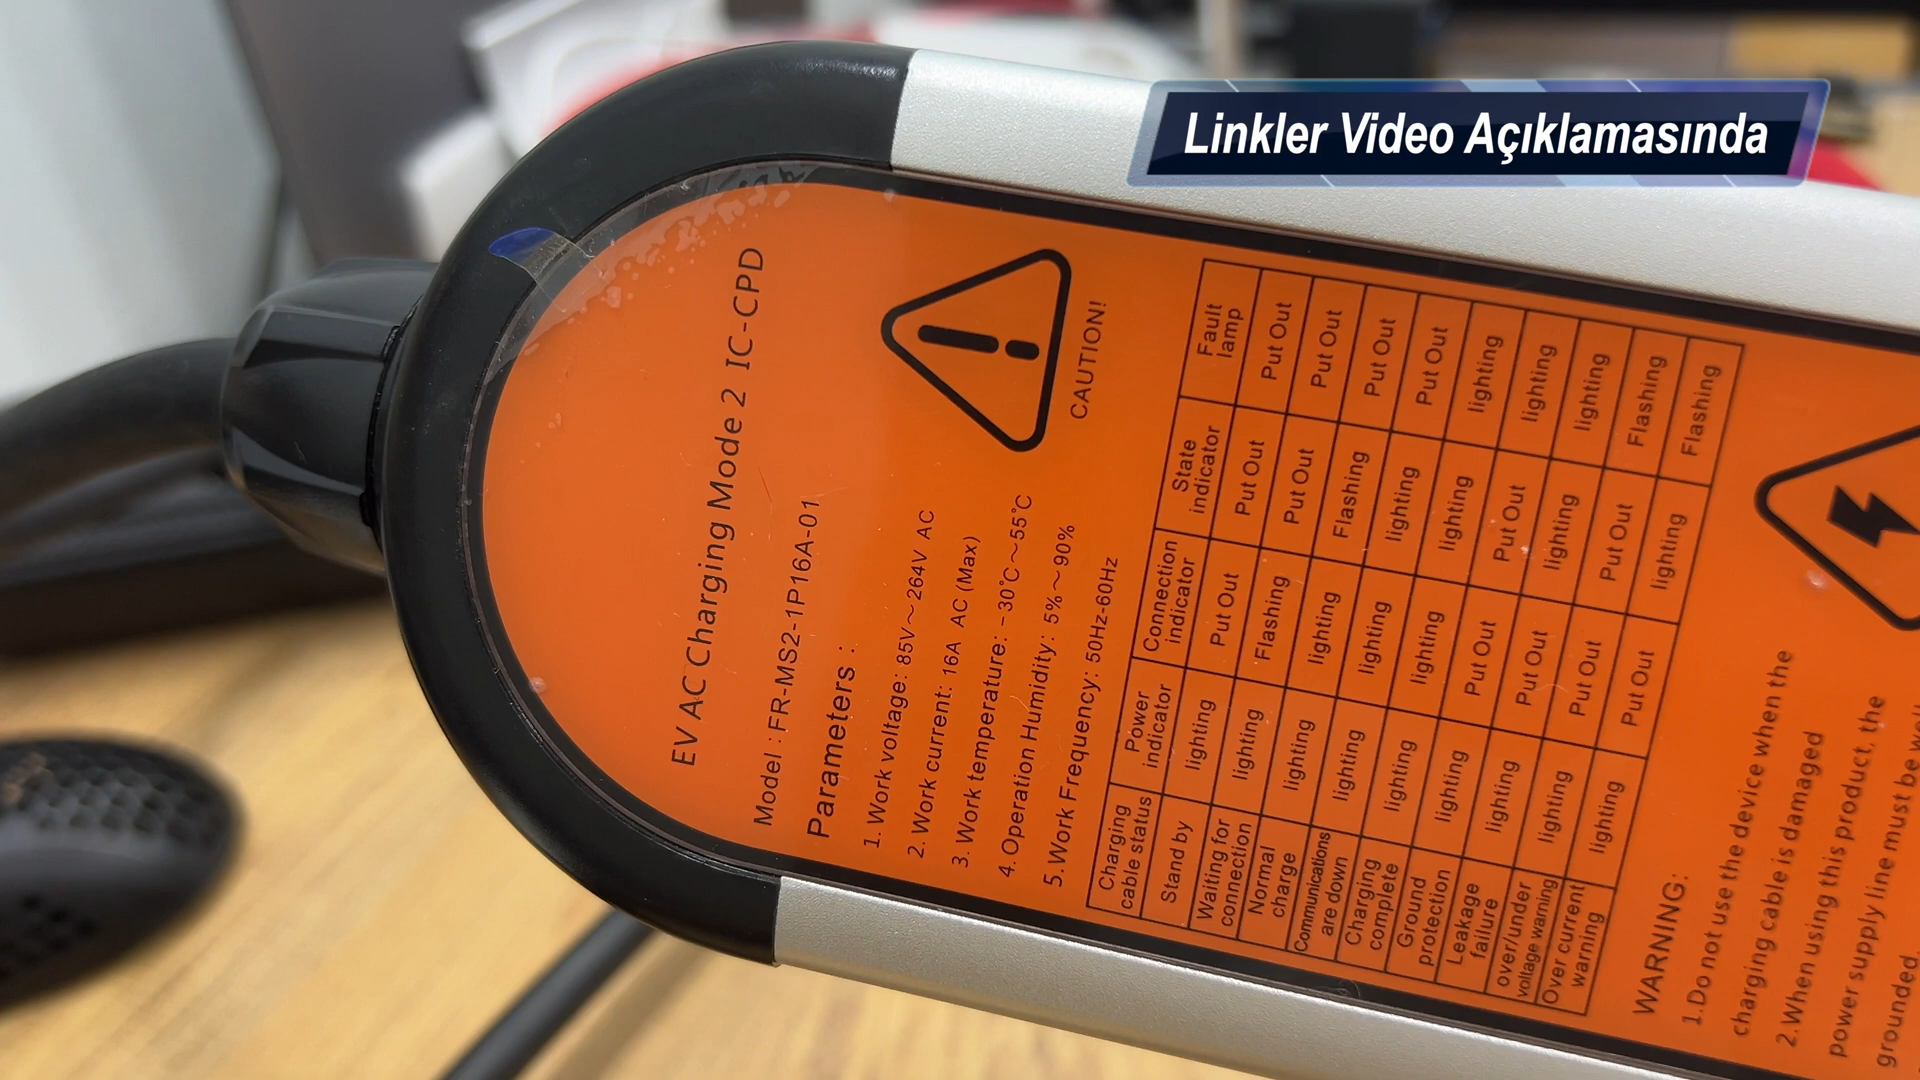 Linkler Video Açıklamasında
EV AC Charging Mode 2 IC-CPD
Model : FR-MS2-1P16A-01
Parameters :
1. Work voltage: 85V～264V AC
2. Work current: 16A AC (Max)
3. Work temperature: -30℃～55℃
4. Operation Humidity: 5%～90%
5. Work Frequency: 50Hz-60Hz
CAUTION!
Charging cable status Power indicator Connection indicator State indicator Fault lamp
Stand by lighting Put Out Put Out Put Out
Waiting for connection lighting Flashing Put Out Put Out
Normal charge lighting lighting Flashing Put Out
Communications are down lighting lighting lighting Put Out
Charging complete lighting lighting lighting lighting
Ground protection lighting Put Out Put Out lighting
Leakage failure lighting Put Out lighting lighting
over/under voltage warning lighting Put Out Put Out Flashing
Over current warning lighting Put Out lighting Flashing
WARNING:
1.Do not use the device when the
charging cable is damaged
2.When using this product, the
power supply line must be well
grounded.